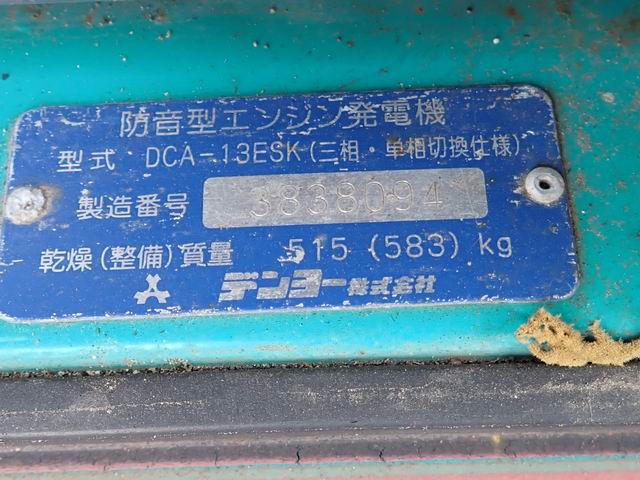 防音型エンジン発電機
型式 DCA-13ESK(三相・単相切換仕様)
製造番号 3838094
乾燥(整備)質量 515 (583) kg
デンヨー株式会社